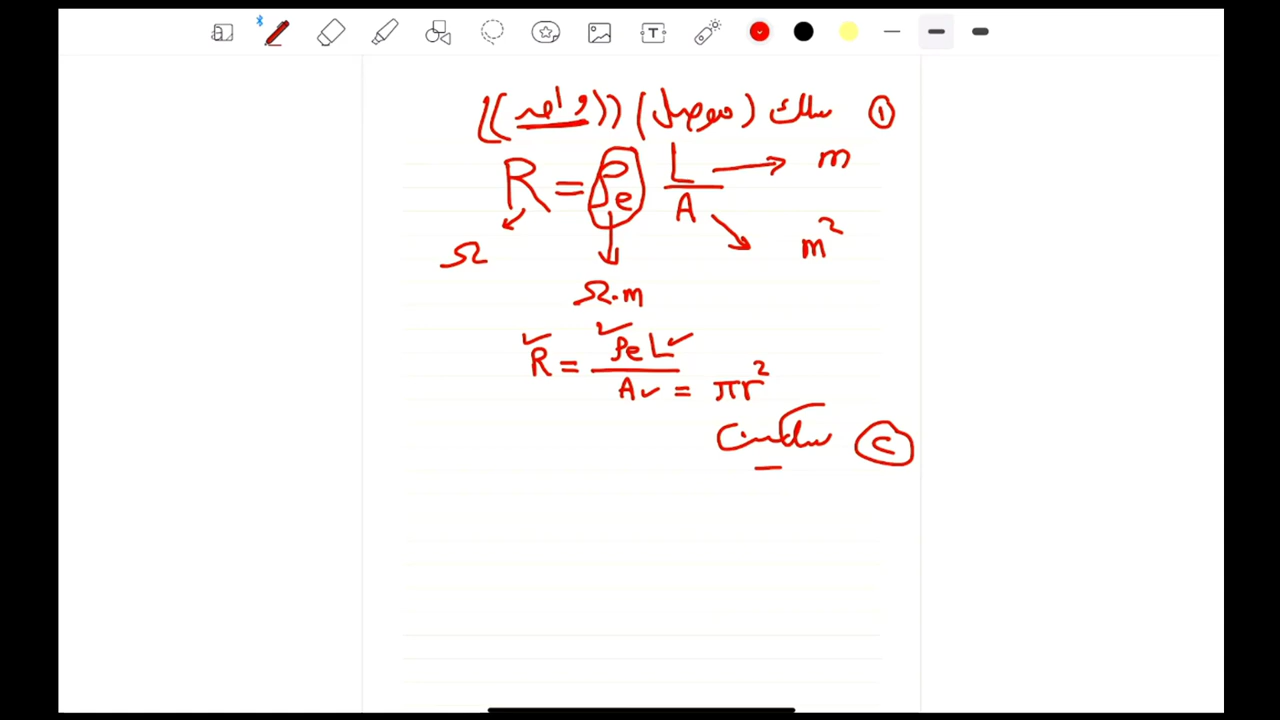 ① سلك (موصل) ((واحد))
R = ρe L/A → m
Ω m²
Ω.m
R = ρe L / A = πr²
② سلكين
T